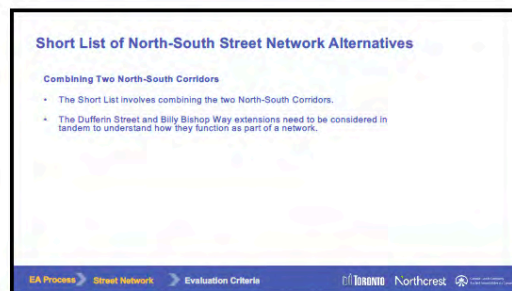 Short List of North-South Street Network Alternatives
Combining Two North-South Corridors
• The Short List involves combining the two North-South Corridors.
• The Dufferin Street and Billy Bishop Way extensions need to be considered in
tandem to understand how they function as part of a network.
EA Process Street Network Evaluation Criteria
TORONTO Northcrest